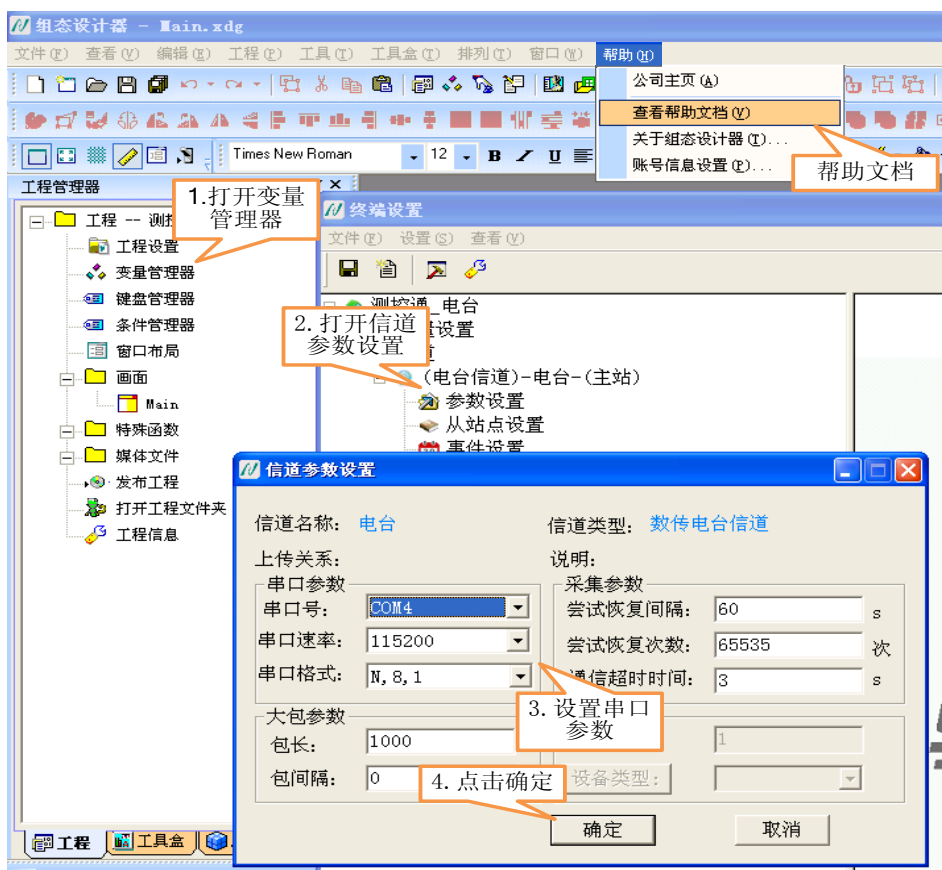 组态设计器 - Main.xdg
文件(F) 查看(V) 编辑(E) 工程(P) 工具(T) 工具盒(T) 排列(T) 窗口(W) 帮助(H)
公司主页(A)
查看帮助文档(V)
关于组态设计器(I)...
账号信息设置(P)...
帮助文档
Times New Roman 12 B U
工程管理器
1.打开变量
管理器
工程 -- 测
工程设置
变量管理器
键盘管理器
条件管理器
窗口布局
画面
Main
特殊函数
媒体文件
发布工程
打开工程文件夹
工程信息
工程 工具盒
终端设置
文件(F) 设置(S) 查看(V)
测控通_电台
设置
2.打开信道
参数设置
(电台信道)-电台-(主站)
参数设置
从站点设置
事件设置
信道参数设置
信道名称: 电台 信道类型: 数传电台信道
上传关系: 说明:
串口参数
串口号: COM4
串口速率: 115200
串口格式: N,8,1
采集参数
尝试恢复间隔: 60 s
尝试恢复次数: 65535 次
通信超时时间: 3 s
3.设置串口
参数
大包参数
包长: 1000
包间隔: 0
1
设备类型:
4.点击确定
确定 取消